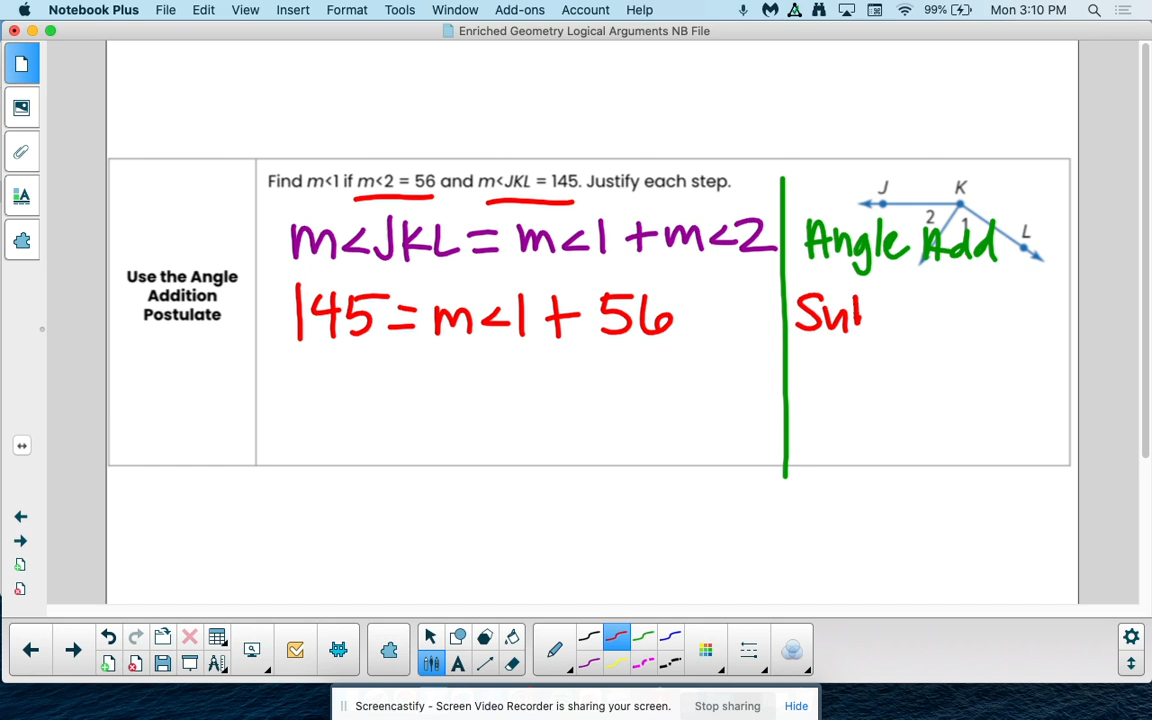 Notebook Plus File Edit View Insert Format Tools Window Add-ons Account Help 99% Mon 3:10 PM
Enriched Geometry Logical Arguments NB File
Use the Angle
Addition
Postulate
Find m<1 if m<2 = 56 and m<JKL = 145. Justify each step.
m<JKL = m<1 + m<2
Angle Add
145 = m<1 + 56
Sub
J K
2 1 L
Screencastify - Screen Video Recorder is sharing your screen. Stop sharing Hide